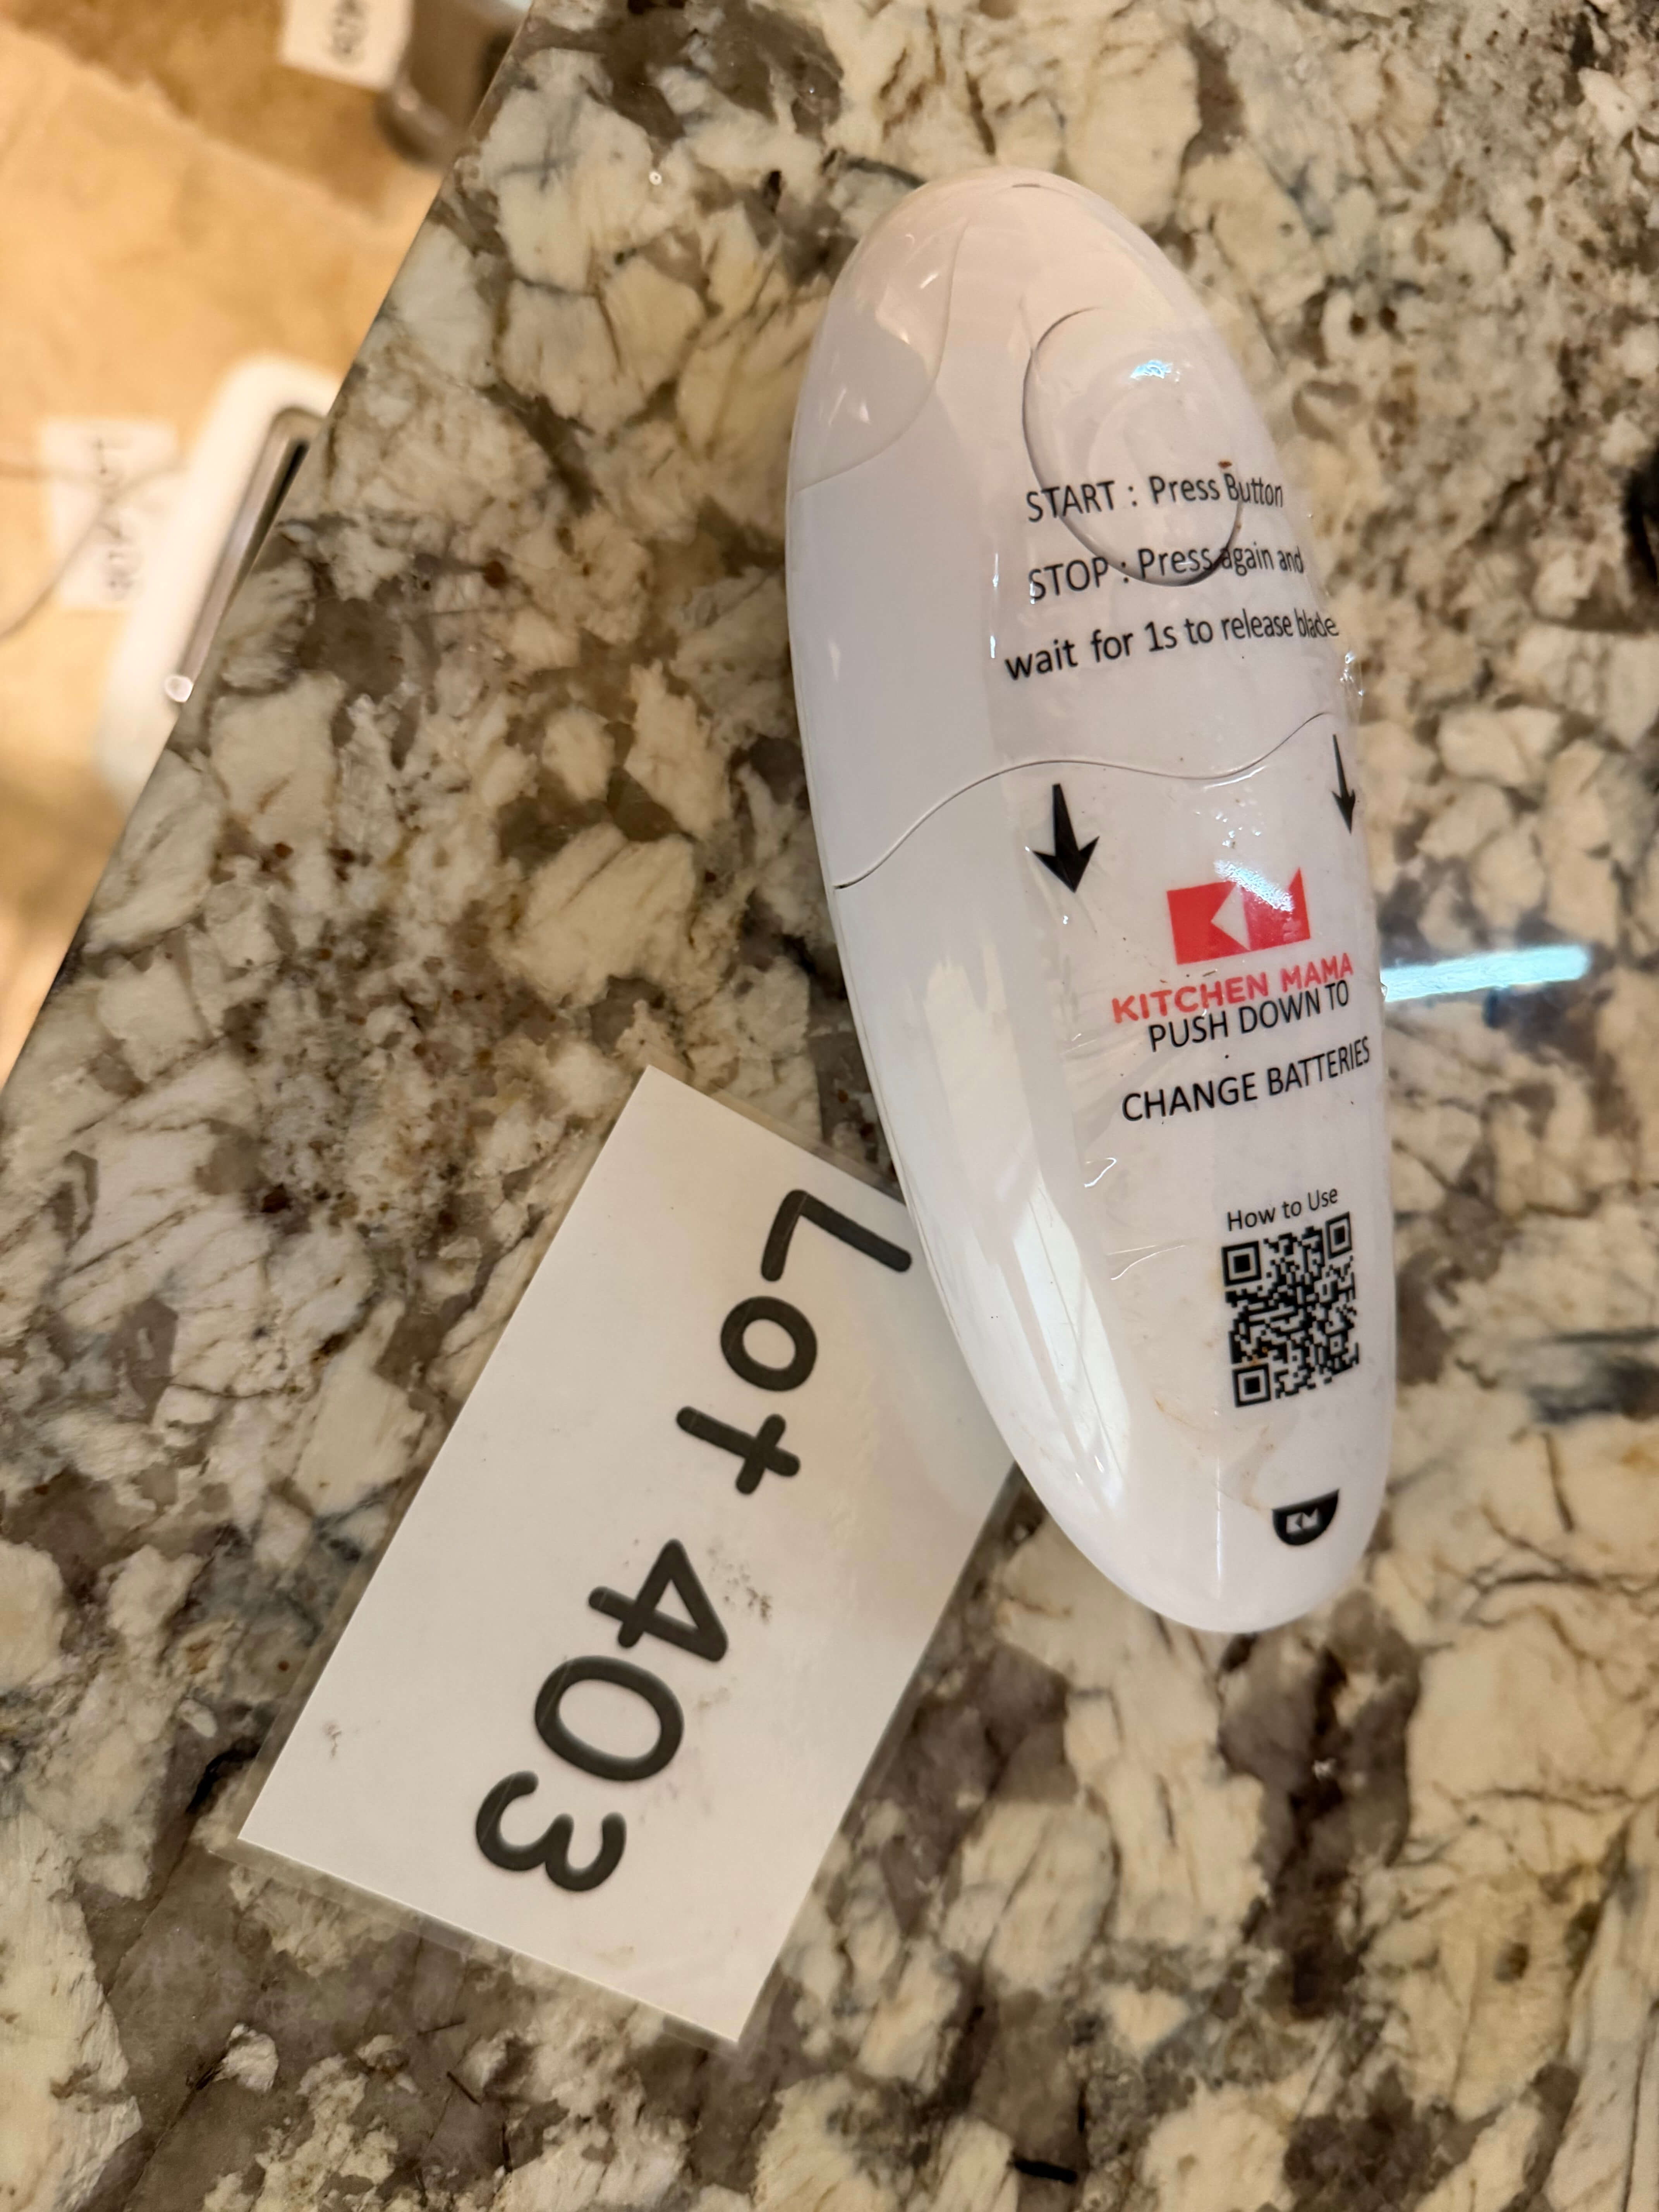 START : Press Button
STOP : Press again and
wait for 1s to release blade
KM
KITCHEN MAMA
PUSH DOWN TO
CHANGE BATTERIES
How to Use
KM
Lot 403